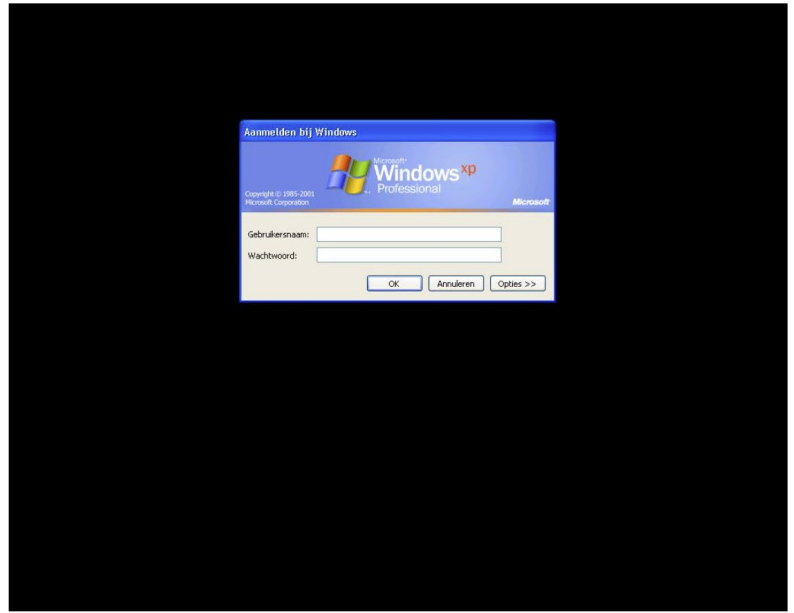 Aanmelden bij Windows
Microsoft
Windows xp
Professional
Copyright © 1985-2001
Microsoft Corporation
Microsoft
Gebruikersnaam:
Wachtwoord:
OK Annuleren Opties >>